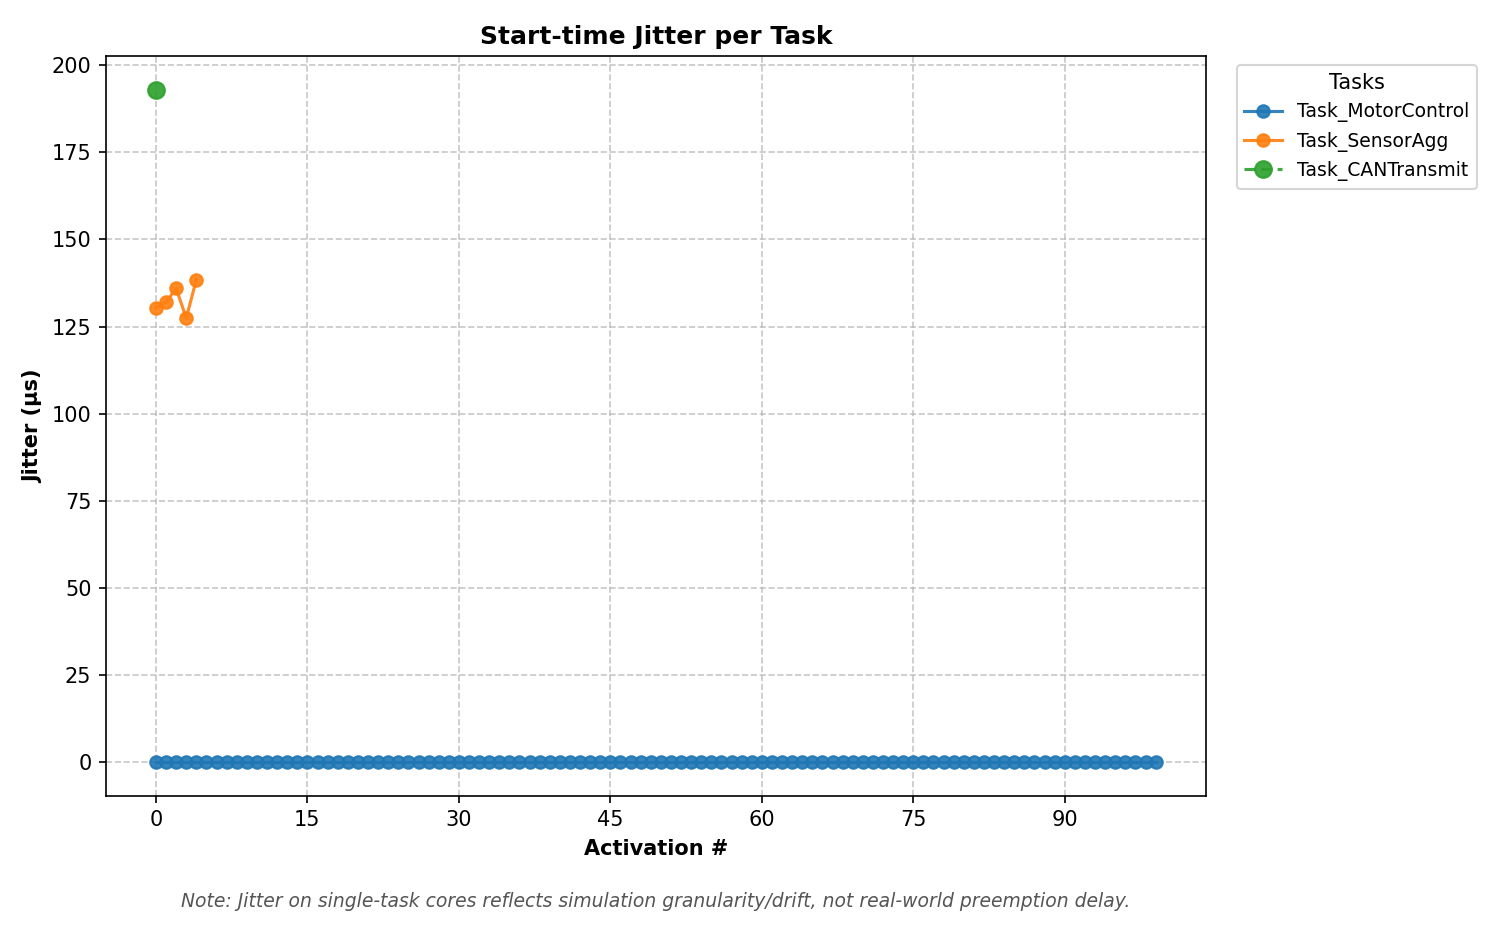 Start-time Jitter per Task
200
175
150
125
100
75
50
25
0
Jitter (µs)
0 15 30 45 60 75 90
Activation #
Tasks
Task_MotorControl
Task_SensorAgg
Task_CANTransmit
Note: Jitter on single-task cores reflects simulation granularity/drift, not real-world preemption delay.